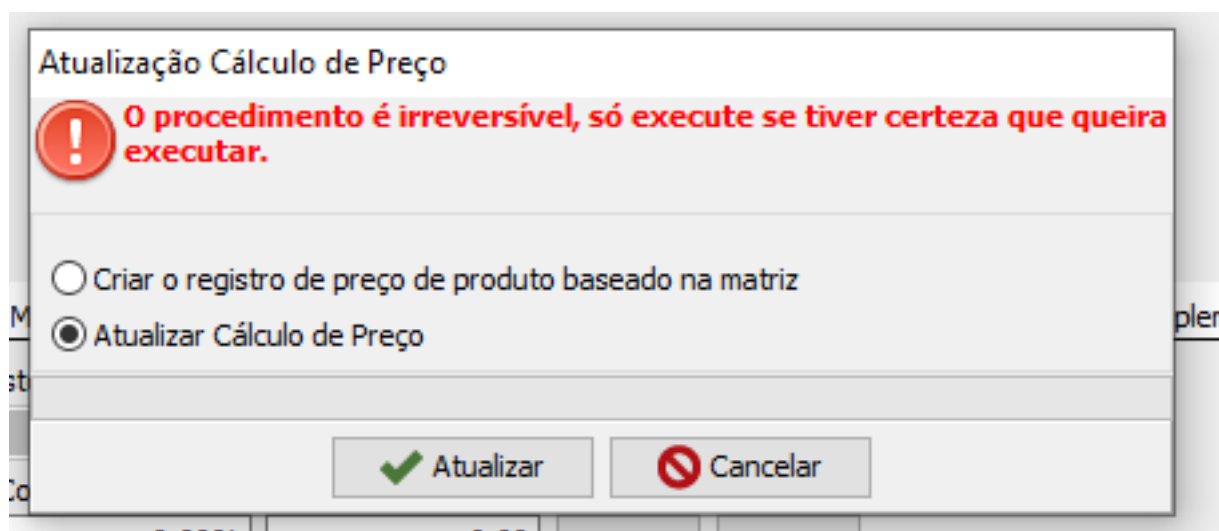 Atualização Cálculo de Preço
O procedimento é irreversível, só execute se tiver certeza que queira
executar.
Criar o registro de preço de produto baseado na matriz
Atualizar Cálculo de Preço
Atualizar Cancelar